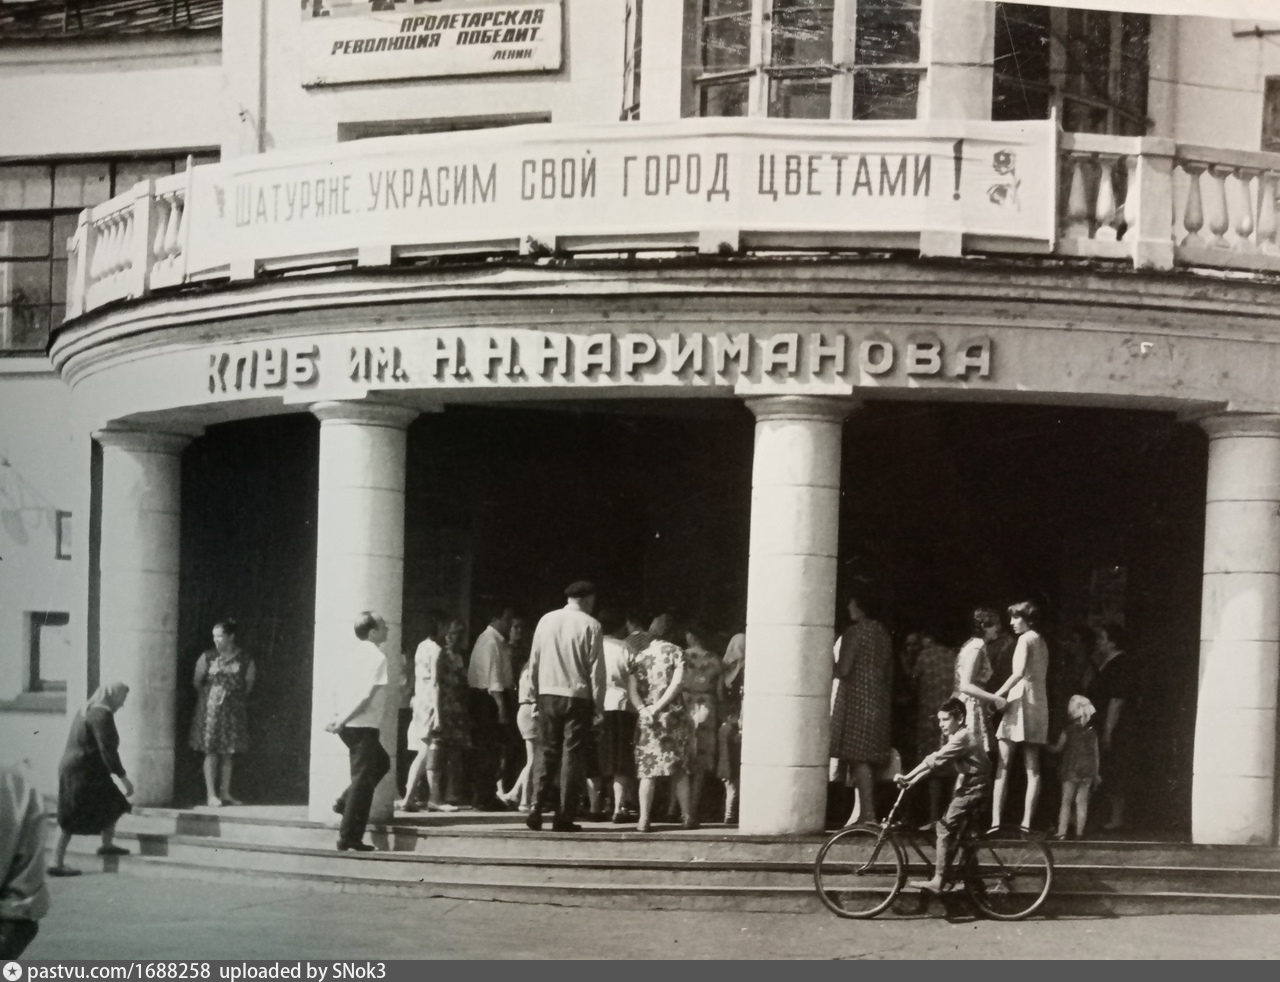 ПРОЛЕТАРСКАЯ
РЕВОЛЮЦИЯ ПОБЕДИТ
ЛЕНИН
ШАТУРЯНЕ, УКРАСИМ СВОЙ ГОРОД ЦВЕТАМИ!
КЛУБ ИМ. Н.Н.НАРИМАНОВА
pastvu.com/1688258 uploaded by SNok3